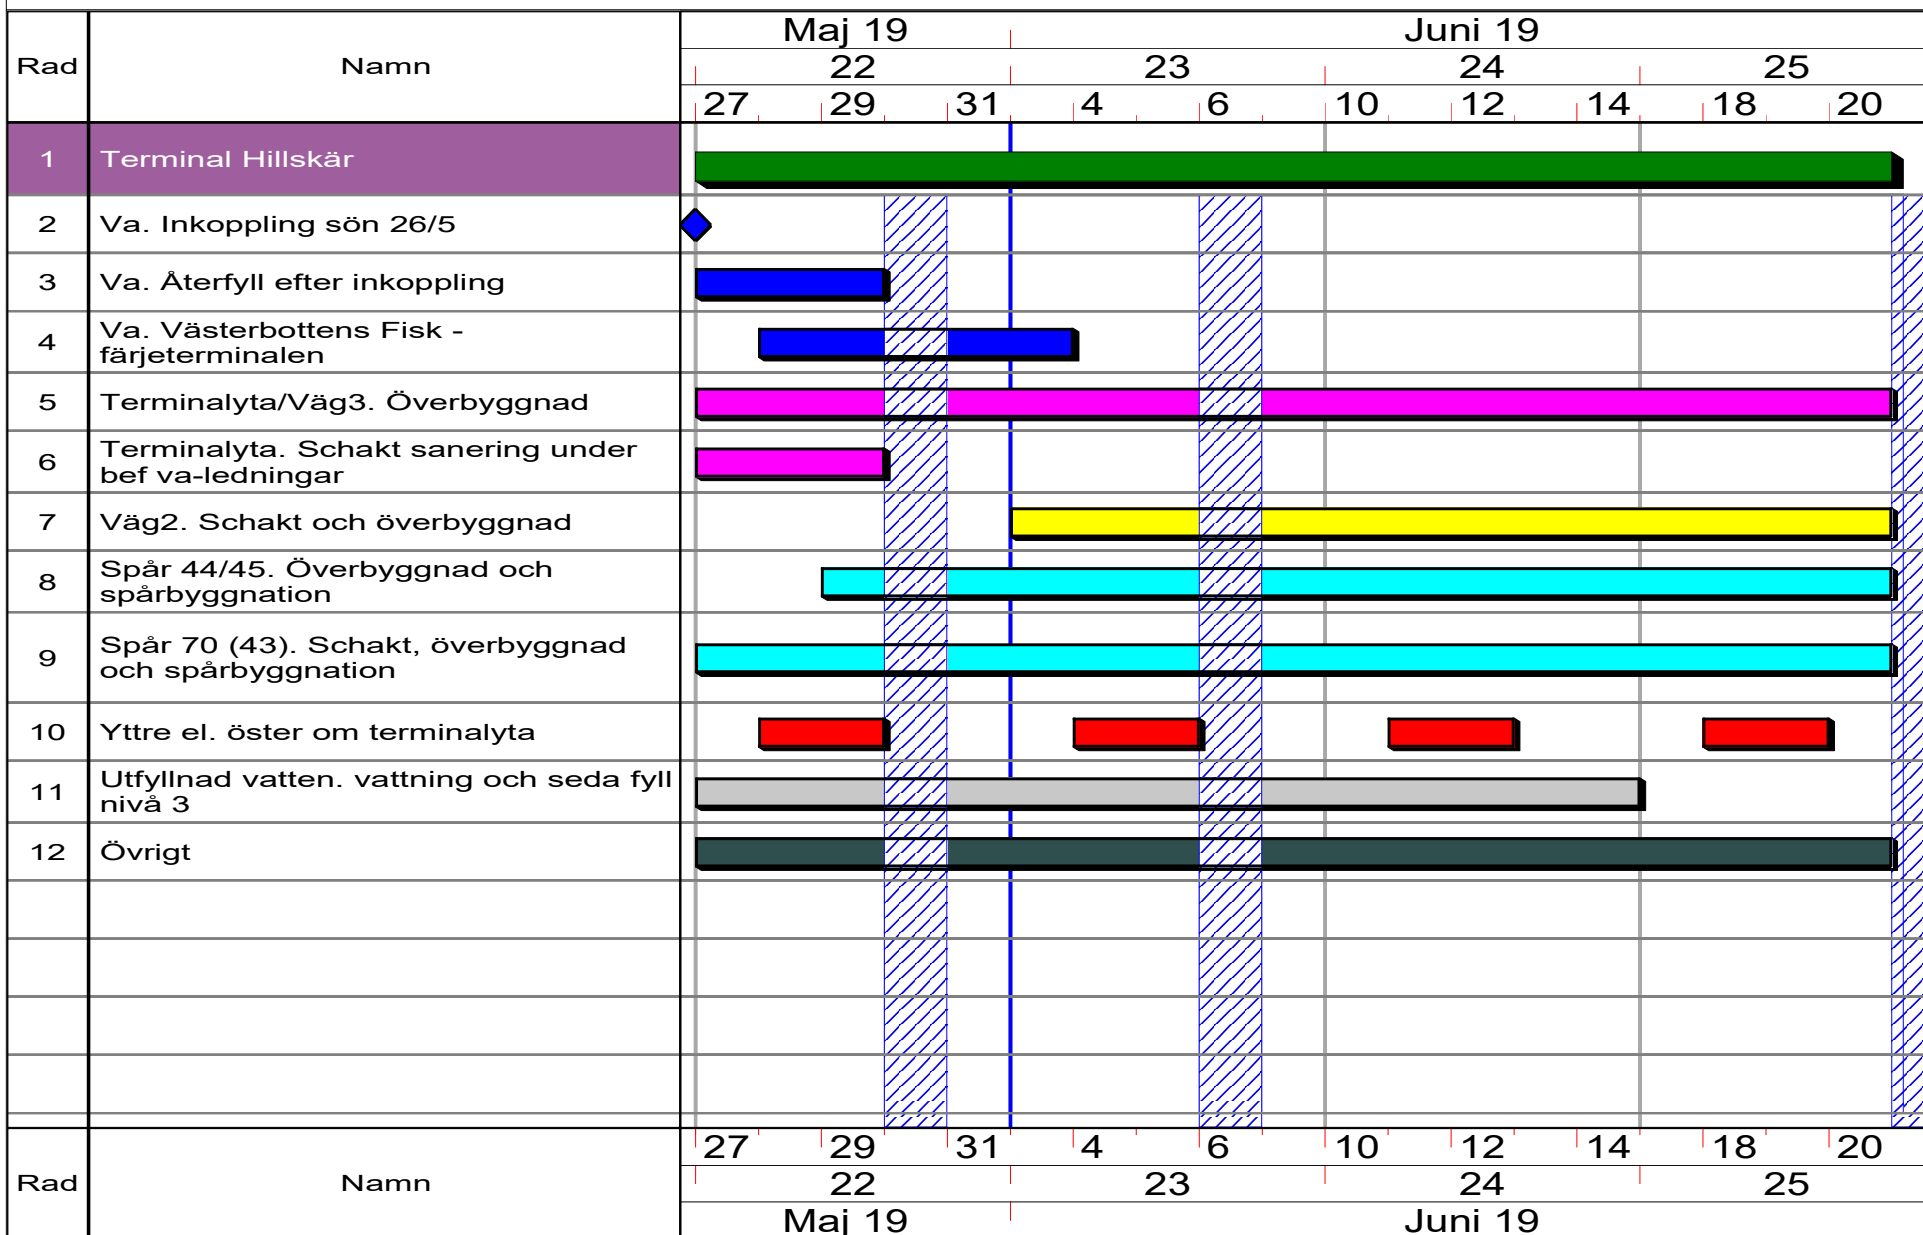 Maj 19 Juni 19
Rad Namn 22 23 24 25
27 29 31 4 6 10 12 14 18 20
1 Terminal Hillskär
2 Va. Inkoppling sön 26/5
3 Va. Återfyll efter inkoppling
4 Va. Västerbottens Fisk -
färjeterminalen
5 Terminalyta/Väg3. Överbyggnad
6 Terminalyta. Schakt sanering under
bef va-ledningar
7 Väg2. Schakt och överbyggnad
8 Spår 44/45. Överbyggnad och
spårbyggnation
9 Spår 70 (43). Schakt, överbyggnad
och spårbyggnation
10 Yttre el. öster om terminalyta
11 Utfyllnad vatten. vattning och seda fyll
nivå 3
12 Övrigt
27 29 31 4 6 10 12 14 18 20
Rad Namn 22 23 24 25
Maj 19 Juni 19